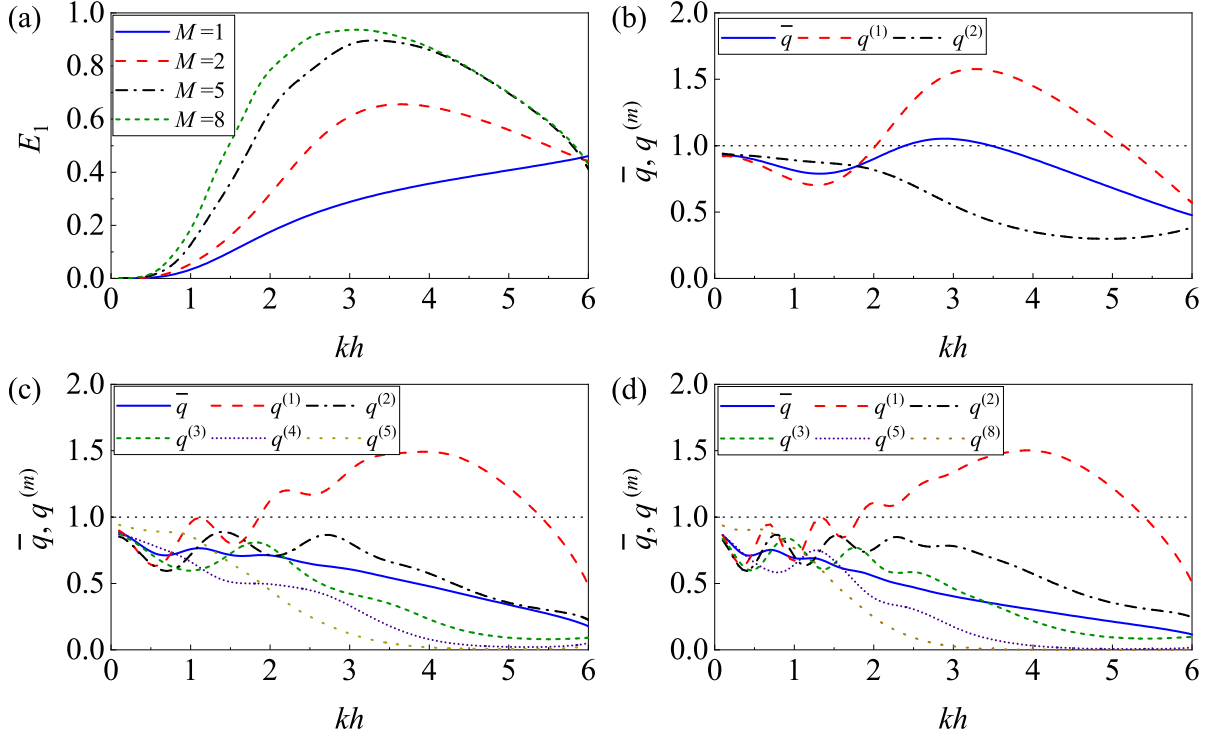 (a)
1.0
0.8
0.6
0.4
0.2
0.0
E₁
M=1
M=2
M=5
M=8
0 1 2 3 4 5 6
kh
(b)
2.0
1.5
1.0
0.5
0.0
q̅, q⁽ᵐ⁾
q̅ q⁽¹⁾ q⁽²⁾
0 1 2 3 4 5 6
kh
(c)
2.0
1.5
1.0
0.5
0.0
q̅, q⁽ᵐ⁾
q̅ q⁽¹⁾ q⁽²⁾
q⁽³⁾ q⁽⁴⁾ q⁽⁵⁾
0 1 2 3 4 5 6
kh
(d)
2.0
1.5
1.0
0.5
0.0
q̅, q⁽ᵐ⁾
q̅ q⁽¹⁾ q⁽²⁾
q⁽³⁾ q⁽⁵⁾ q⁽⁸⁾
0 1 2 3 4 5 6
kh